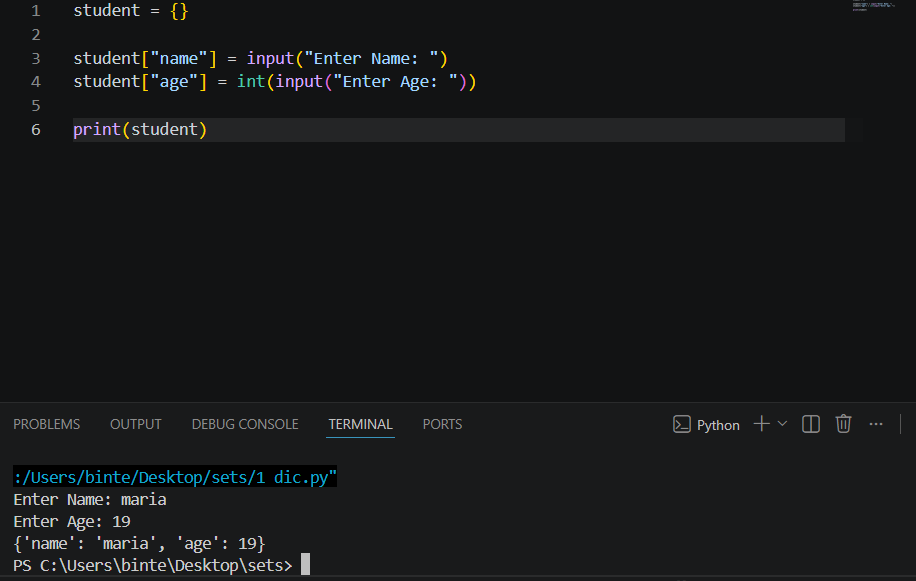 1 student = {}
2
3 student["name"] = input("Enter Name: ")
4 student["age"] = int(input("Enter Age: "))
5
6 print(student)
PROBLEMS OUTPUT DEBUG CONSOLE TERMINAL PORTS Python
:/Users/binte/Desktop/sets/1 dic.py"
Enter Name: maria
Enter Age: 19
{'name': 'maria', 'age': 19}
PS C:\Users\binte\Desktop\sets>